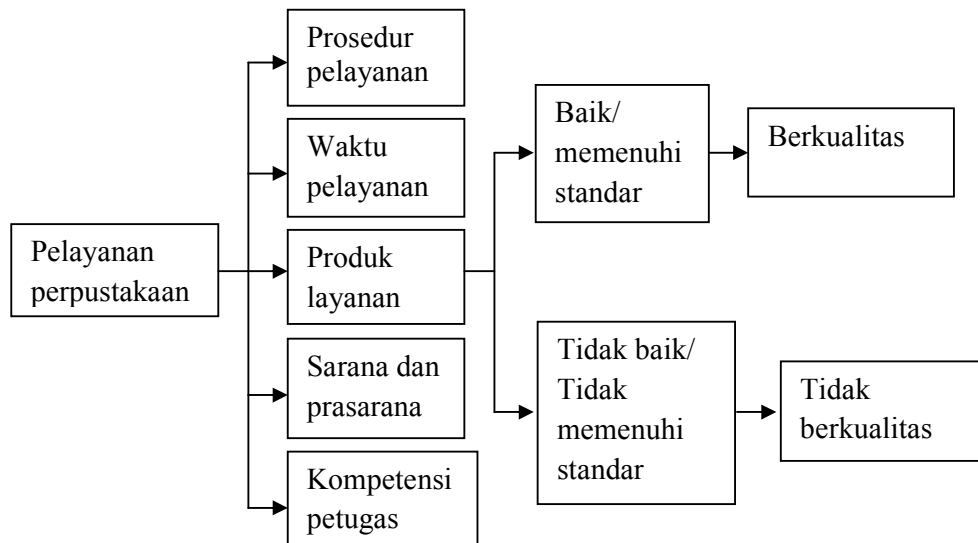 Pelayanan
perpustakaan
Prosedur
pelayanan
Waktu
pelayanan
Produk
layanan
Sarana dan
prasarana
Kompetensi
petugas
Baik/
memenuhi
standar
Tidak baik/
Tidak
memenuhi
standar
Berkualitas
Tidak
berkualitas